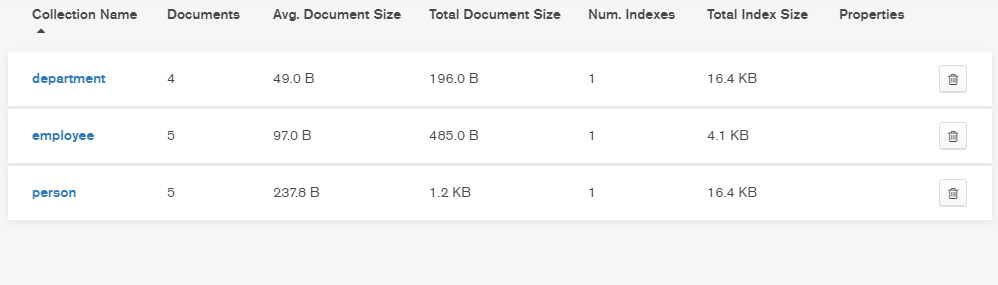 Collection Name Documents Avg. Document Size Total Document Size Num. Indexes Total Index Size Properties
department 4 49.0 B 196.0 B 1 16.4 KB
employee 5 97.0 B 485.0 B 1 4.1 KB
person 5 237.8 B 1.2 KB 1 16.4 KB